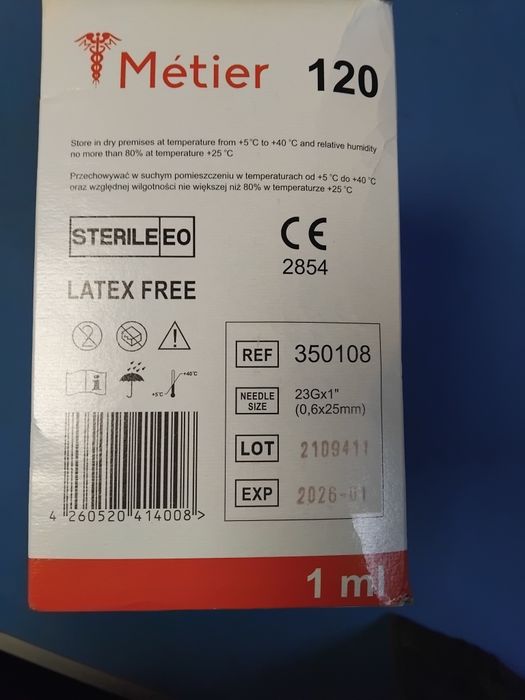 Métier 120
Store in dry premises at temperature from +5˚C to +40 ˚C and relative humidity
no more than 80% at temperature +25 ˚C
Przechowywać w suchym pomieszczeniu w temperaturach od +5 ˚C do +40 ˚C
oraz względnej wilgotności nie większej niż 80% w temperaturze +25 ˚C
STERILE EO
CE
2854
LATEX FREE
2
REF 350108
+40˚C
+5˚C
NEEDLE SIZE 23Gx1"
(0,6x25mm)
LOT 2109411
EXP 2026-01
4 260520 414008 >
1 ml